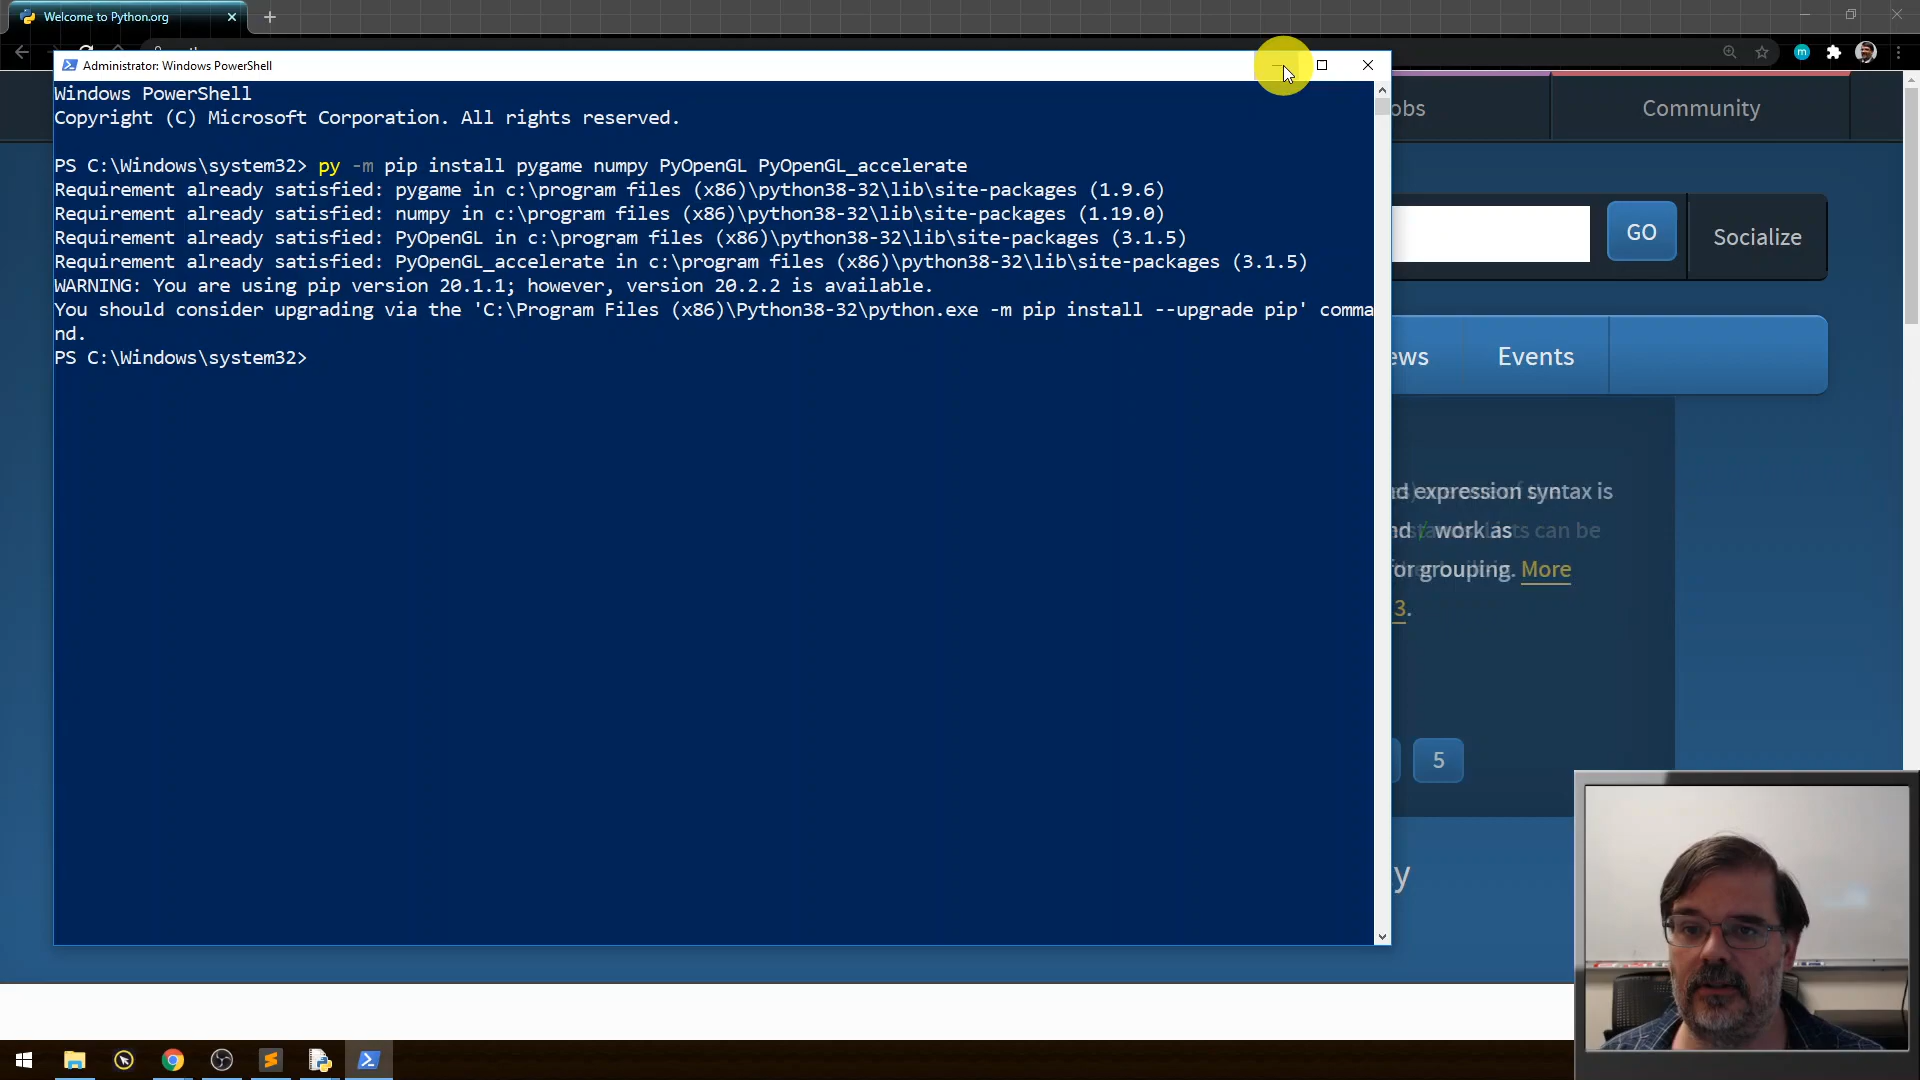 Welcome to Python.org
Administrator: Windows PowerShell
Windows PowerShell
Copyright (C) Microsoft Corporation. All rights reserved.
PS C:\Windows\system32> py -m pip install pygame numpy PyOpenGL PyOpenGL_accelerate
Requirement already satisfied: pygame in c:\program files (x86)\python38-32\lib\site-packages (1.9.6)
Requirement already satisfied: numpy in c:\program files (x86)\python38-32\lib\site-packages (1.19.0)
Requirement already satisfied: PyOpenGL in c:\program files (x86)\python38-32\lib\site-packages (3.1.5)
Requirement already satisfied: PyOpenGL_accelerate in c:\program files (x86)\python38-32\lib\site-packages (3.1.5)
WARNING: You are using pip version 20.1.1; however, version 20.2.2 is available.
You should consider upgrading via the 'C:\Program Files (x86)\Python38-32\python.exe -m pip install --upgrade pip' comma
nd.
PS C:\Windows\system32>
obs
Community
GO
Socialize
ews
Events
d expression syntax is
work as
can be
or grouping. More
3.
5
y
m